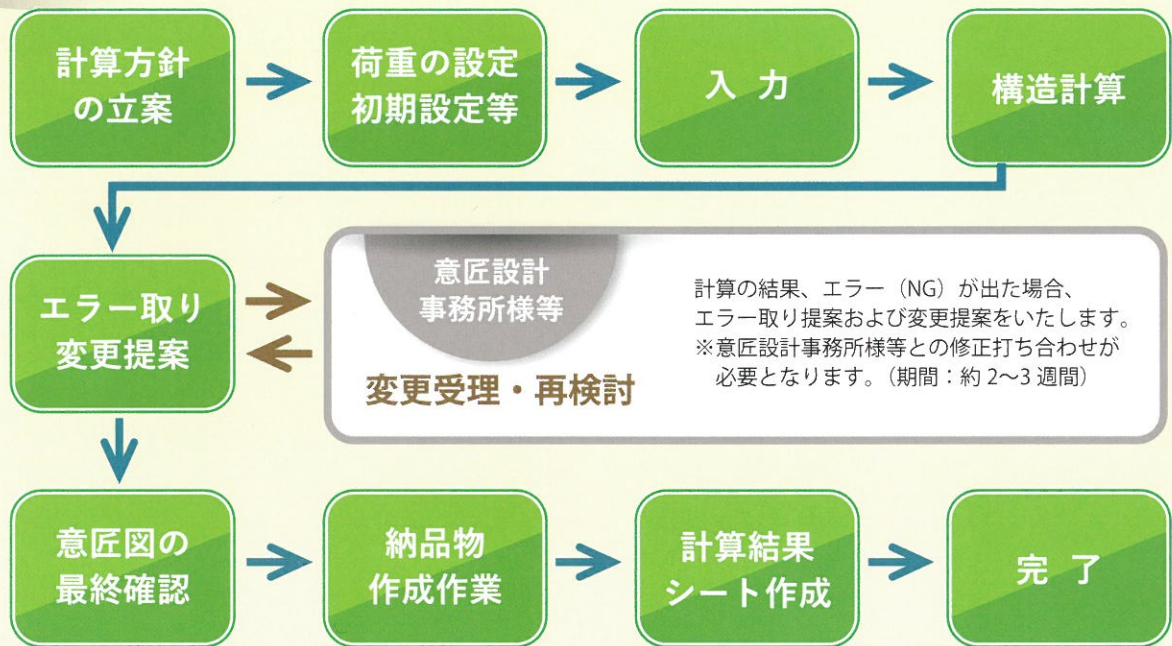 計算方針
の立案
荷重の設定
初期設定等
入 力
構造計算
エラー取り
変更提案
意匠設計
事務所様等
変更受理・再検討
計算の結果、エラー（NG）が出た場合、
エラー取り提案および変更提案をいたします。
※意匠設計事務所様等との修正打ち合わせが
必要となります。（期間：約 2〜3 週間）
意匠図の
最終確認
納品物
作成作業
計算結果
シート作成
完 了